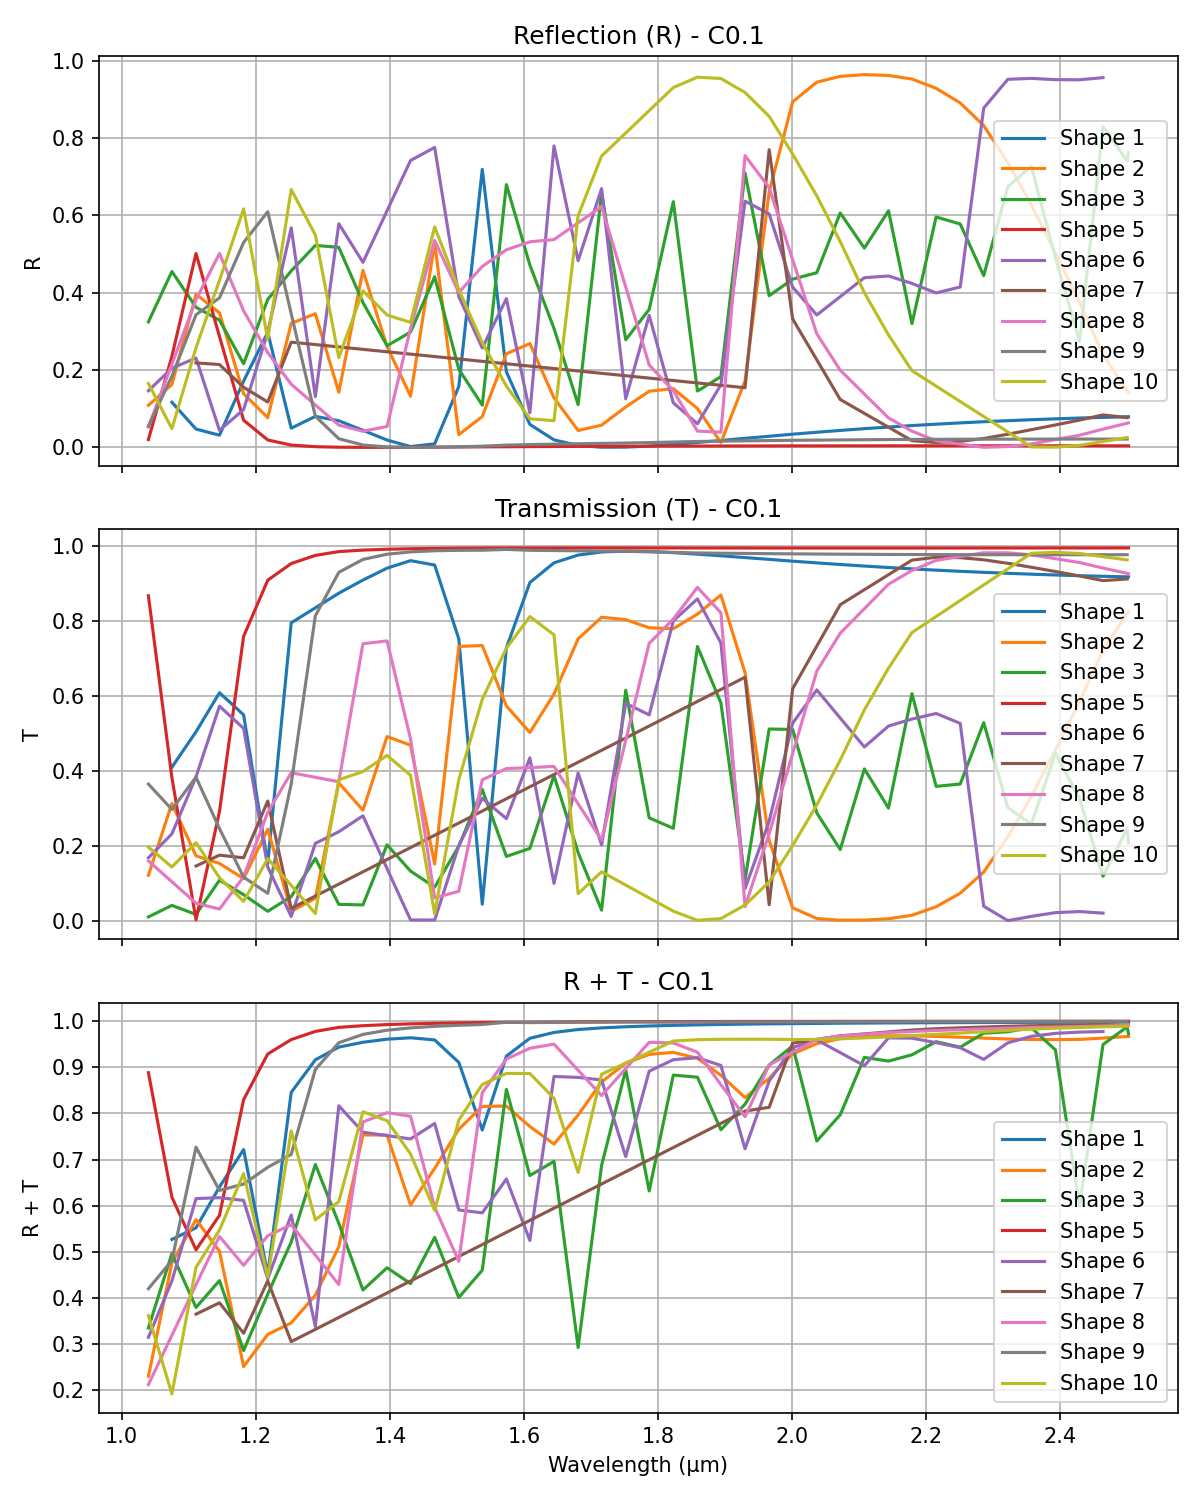 Reflection (R) - C0.1
1.0
0.8
0.6
0.4
0.2
0.0
R
Shape 1
Shape 2
Shape 3
Shape 5
Shape 6
Shape 7
Shape 8
Shape 9
Shape 10
Transmission (T) - C0.1
1.0
0.8
0.6
0.4
0.2
0.0
T
Shape 1
Shape 2
Shape 3
Shape 5
Shape 6
Shape 7
Shape 8
Shape 9
Shape 10
R + T - C0.1
1.0
0.9
0.8
0.7
0.6
0.5
0.4
0.3
0.2
R + T
Shape 1
Shape 2
Shape 3
Shape 5
Shape 6
Shape 7
Shape 8
Shape 9
Shape 10
1.0 1.2 1.4 1.6 1.8 2.0 2.2 2.4
Wavelength (μm)